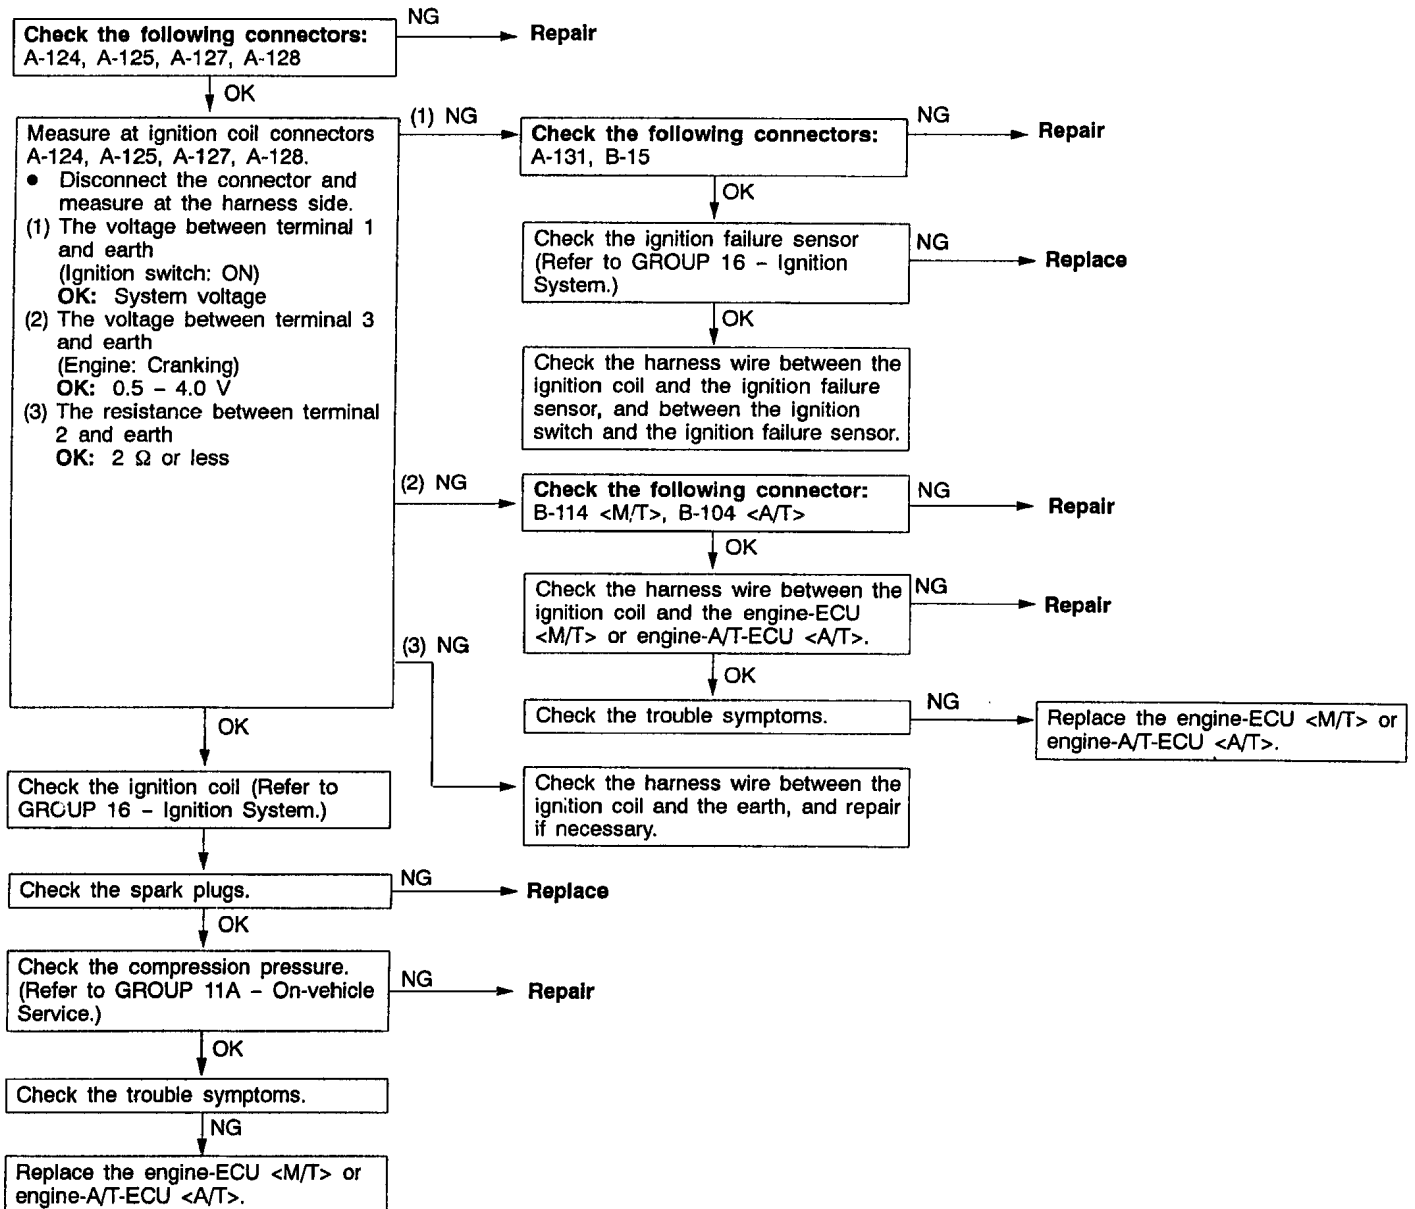 Check the following connectors:
A-124, A-125, A-127, A-128
NG
Repair
OK
Measure at ignition coil connectors
A-124, A-125, A-127, A-128.
● Disconnect the connector and
measure at the harness side.
(1) The voltage between terminal 1
and earth
(Ignition switch: ON)
OK: System voltage
(2) The voltage between terminal 3
and earth
(Engine: Cranking)
OK: 0.5 – 4.0 V
(3) The resistance between terminal
2 and earth
OK: 2 Ω or less
(1) NG
Check the following connectors:
A-131, B-15
NG
Repair
OK
Check the ignition failure sensor
(Refer to GROUP 16 – Ignition
System.)
NG
Replace
OK
Check the harness wire between the
ignition coil and the ignition failure
sensor, and between the ignition
switch and the ignition failure sensor.
(2) NG
Check the following connector:
B-114 <M/T>, B-104 <A/T>
NG
Repair
OK
Check the harness wire between the
ignition coil and the engine-ECU
<M/T> or engine-A/T-ECU <A/T>.
NG
Repair
OK
Check the trouble symptoms.
NG
Replace the engine-ECU <M/T> or
engine-A/T-ECU <A/T>.
(3) NG
Check the harness wire between the
ignition coil and the earth, and repair
if necessary.
OK
Check the ignition coil (Refer to
GROUP 16 – Ignition System.)
Check the spark plugs.
NG
Replace
OK
Check the compression pressure.
(Refer to GROUP 11A – On-vehicle
Service.)
NG
Repair
OK
Check the trouble symptoms.
NG
Replace the engine-ECU <M/T> or
engine-A/T-ECU <A/T>.